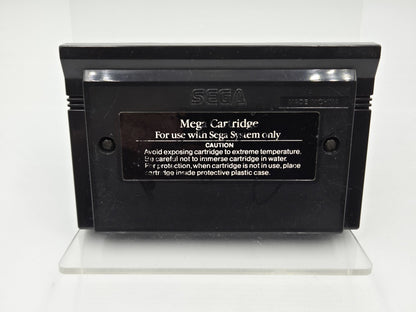 SEGA
MADE IN CHINA
Mega Cartridge
For use with Sega System only
CAUTION
Avoid exposing cartridge to extreme temperature.
Be careful not to immerse cartridge in water.
For protection, when cartridge is not in use, place
cartridge inside protective plastic case.